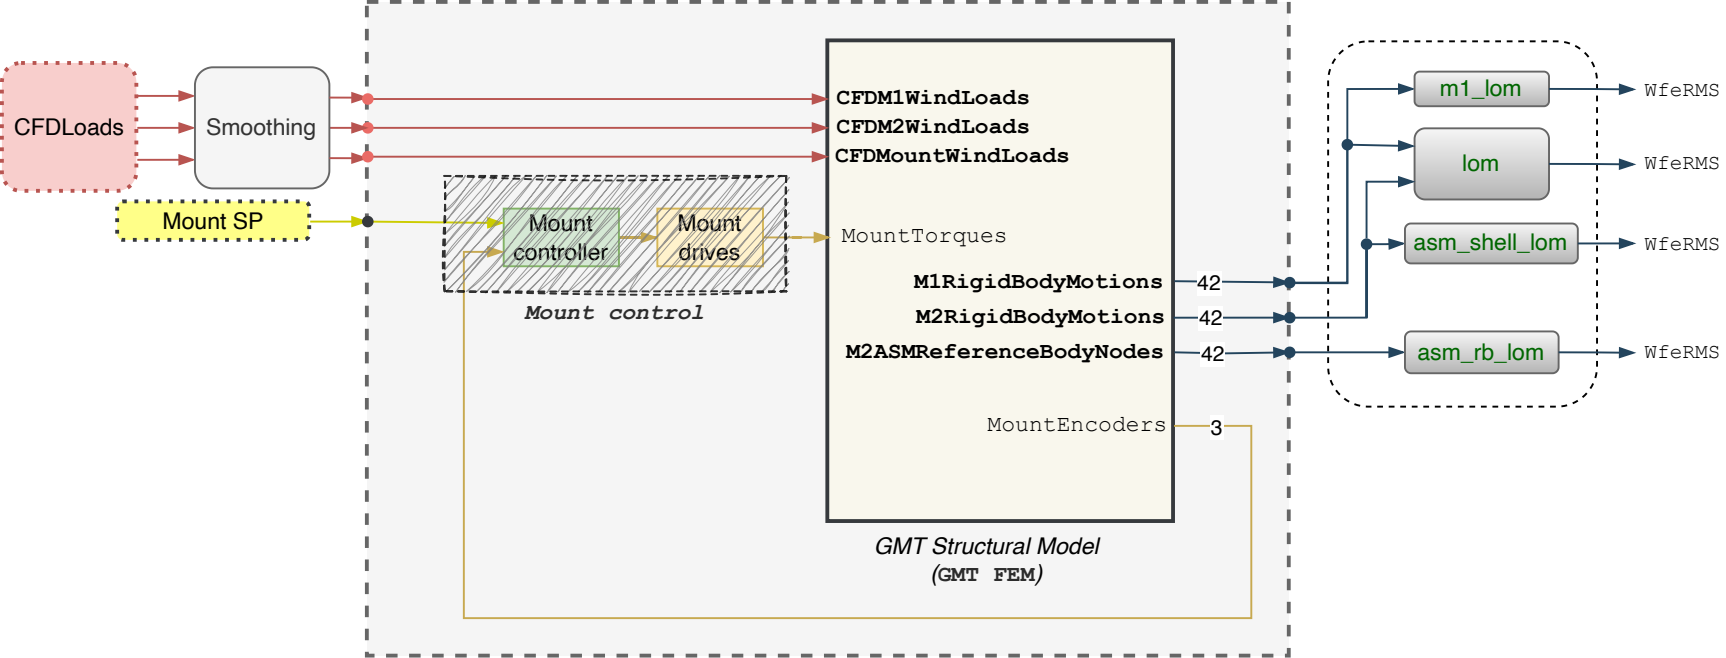 CFDLoads
Smoothing
Mount SP
Mount
controller
Mount
drives
Mount control
CFDM1WindLoads
CFDM2WindLoads
CFDMountWindLoads
MountTorques
M1RigidBodyMotions
42
M2RigidBodyMotions
42
M2ASMReferenceBodyNodes
42
MountEncoders
3
GMT Structural Model
(GMT FEM)
m1_lom
WfeRMS
lom
WfeRMS
asm_shell_lom
WfeRMS
asm_rb_lom
WfeRMS